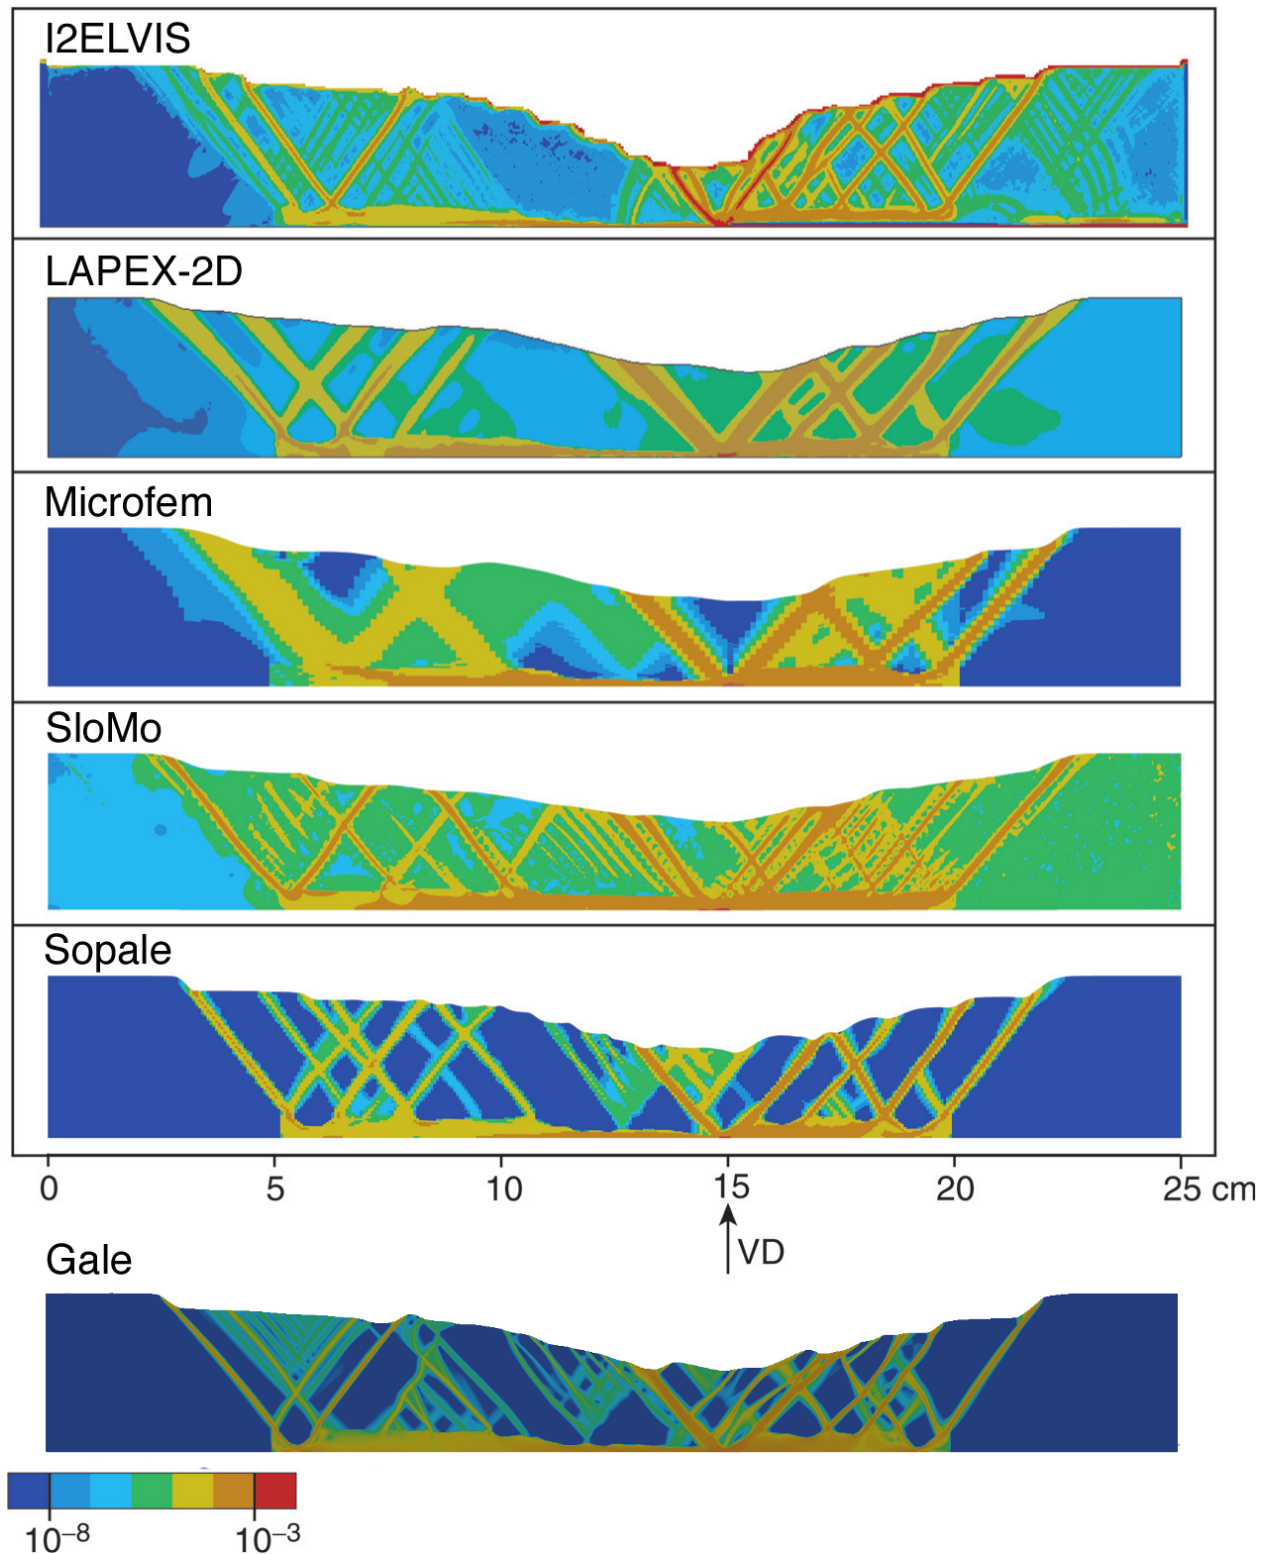 I2ELVIS
LAPEX-2D
Microfem
SloMo
Sopale
0 5 10 15 20 25 cm
VD
Gale
10⁻⁸ 10⁻³